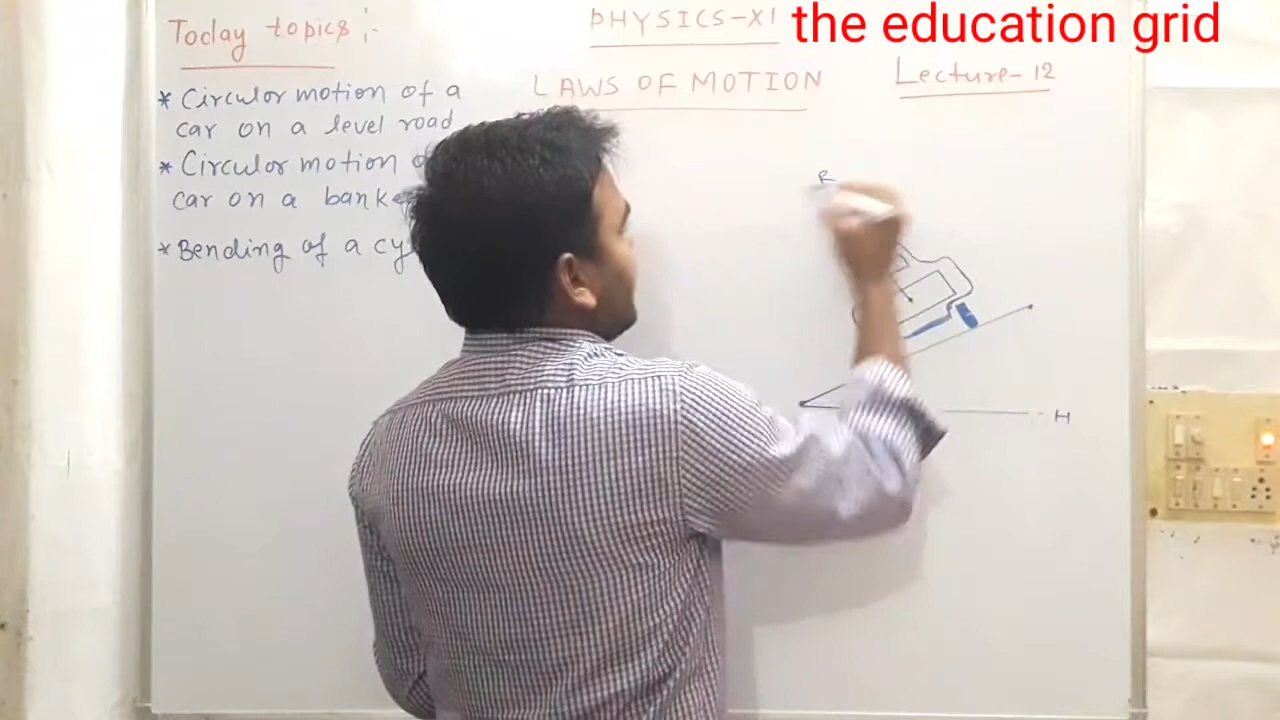 Today topics :-
PHYSICS-XI
the education grid
LAWS OF MOTION
Lecture-12
* Circular motion of a
car on a level road
* Circular motion
car on a
* Bending of a
R
H